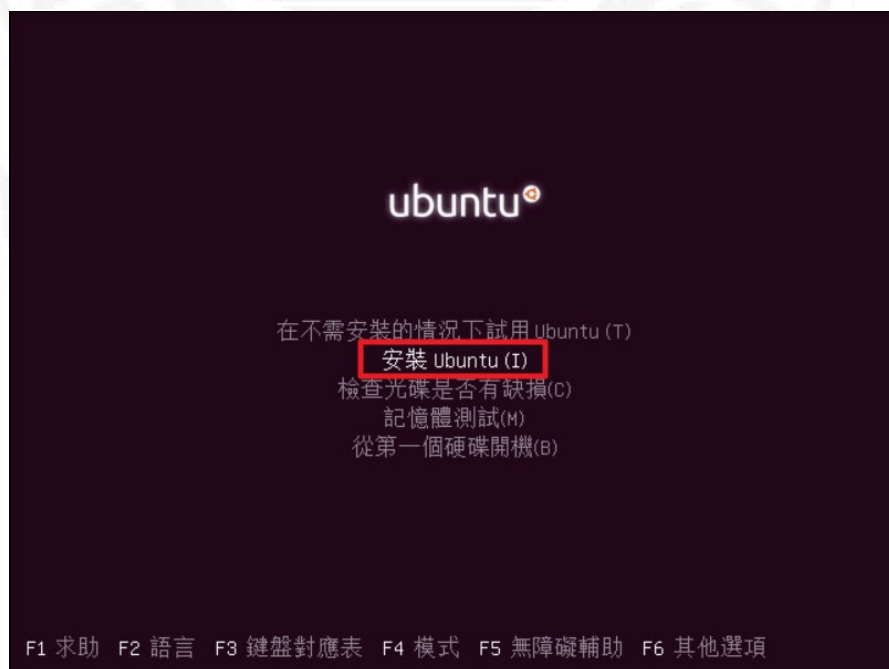 ubuntu
在不需安裝的情況下試用 Ubuntu (T)
安裝 Ubuntu (I)
檢查光碟是否有缺損(C)
記憶體測試(M)
從第一個硬碟開機(B)
F1 求助 F2 語言 F3 鍵盤對應表 F4 模式 F5 無障礙輔助 F6 其他選項